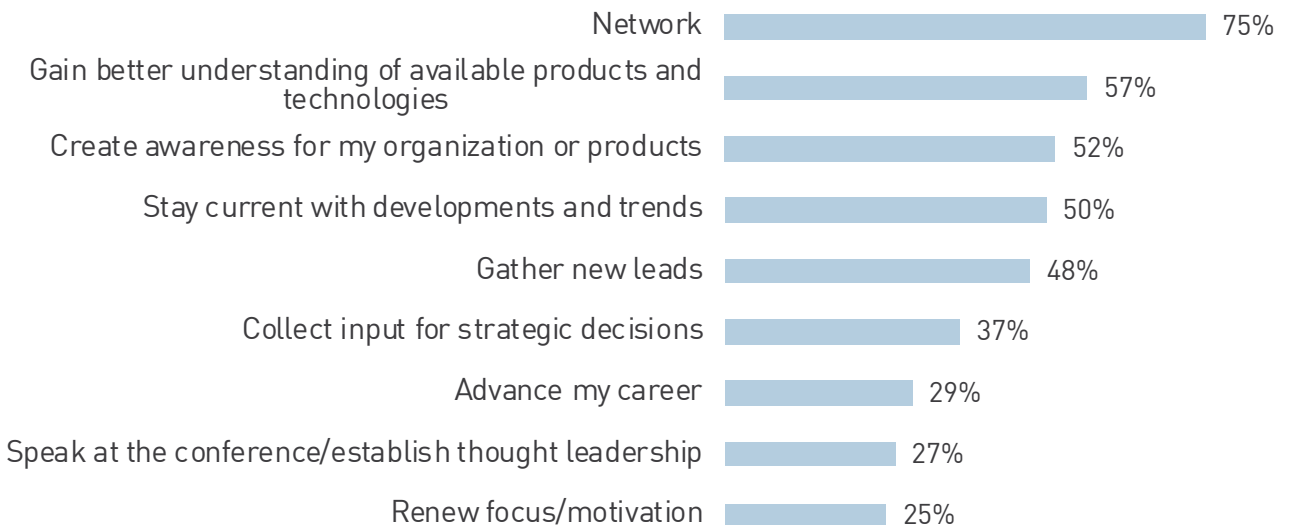 Network 75%
Gain better understanding of available products and
technologies 57%
Create awareness for my organization or products 52%
Stay current with developments and trends 50%
Gather new leads 48%
Collect input for strategic decisions 37%
Advance my career 29%
Speak at the conference/establish thought leadership 27%
Renew focus/motivation 25%